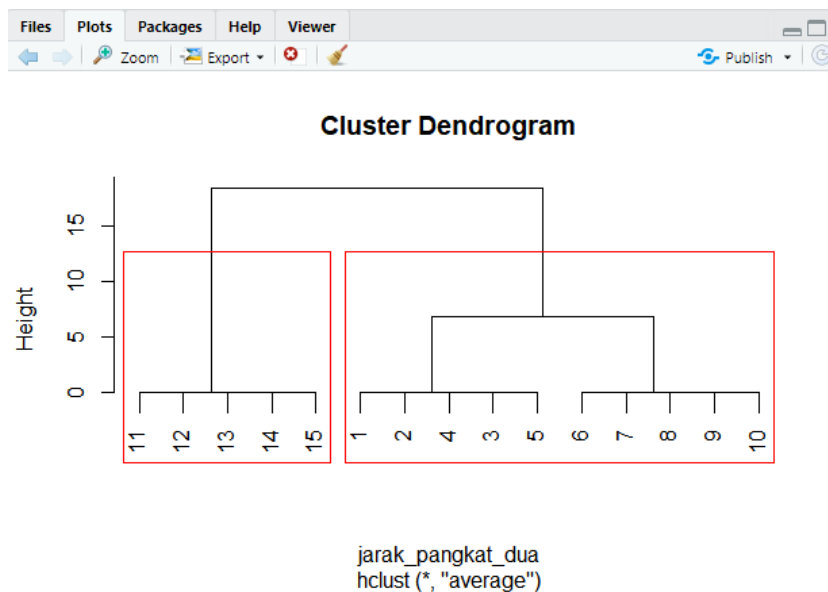 Files Plots Packages Help Viewer
Zoom Export Publish
Cluster Dendrogram
Height
15
10
5
0
11 12 13 14 15 1 2 4 3 5 6 7 8 9 10
jarak_pangkat_dua
hclust (*, "average")